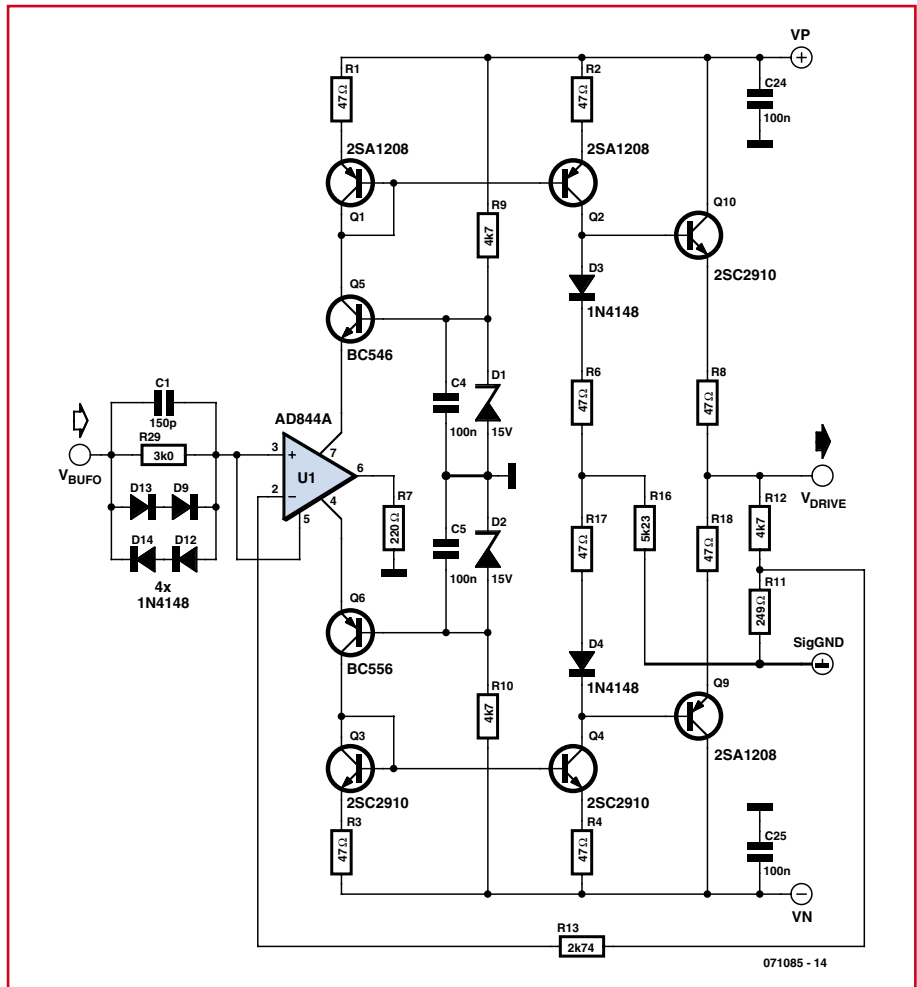 VP
R1
47Ω
R2
47Ω
C24
100n
2SA1208
2SA1208
Q1
Q2
Q10
R9
4k7
2SC2910
D3
1N4148
Q5
BC546
C1
150p
R29
3k0
VBUFO
D13
D9
D14
D12
4x
1N4148
AD844A
3
+
2
−
U1
7
6
4
5
R7
220Ω
C4
100n
D1
15V
C5
100n
D2
15V
R6
47Ω
R8
47Ω
R16
5k23
R17
47Ω
R18
47Ω
VDRIVE
R12
4k7
R11
249Ω
SigGND
Q6
BC556
R10
4k7
D4
1N4148
Q9
2SA1208
Q3
2SC2910
Q4
2SC2910
R3
47Ω
R4
47Ω
C25
100n
VN
R13
2k74
071085 - 14